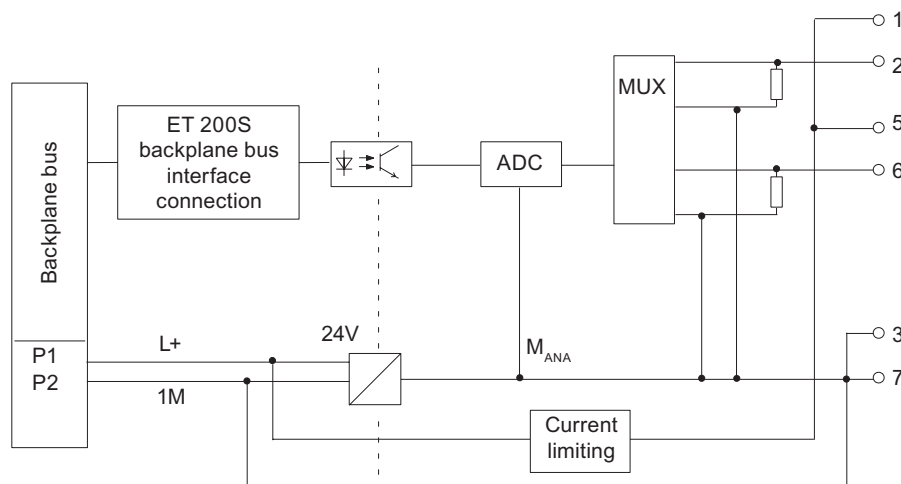 1
2
MUX
5
ET 200S
backplane bus
interface
connection
ADC
6
Backplane bus
24V
3
P1
L+
M ANA
P2
7
1M
Current
limiting